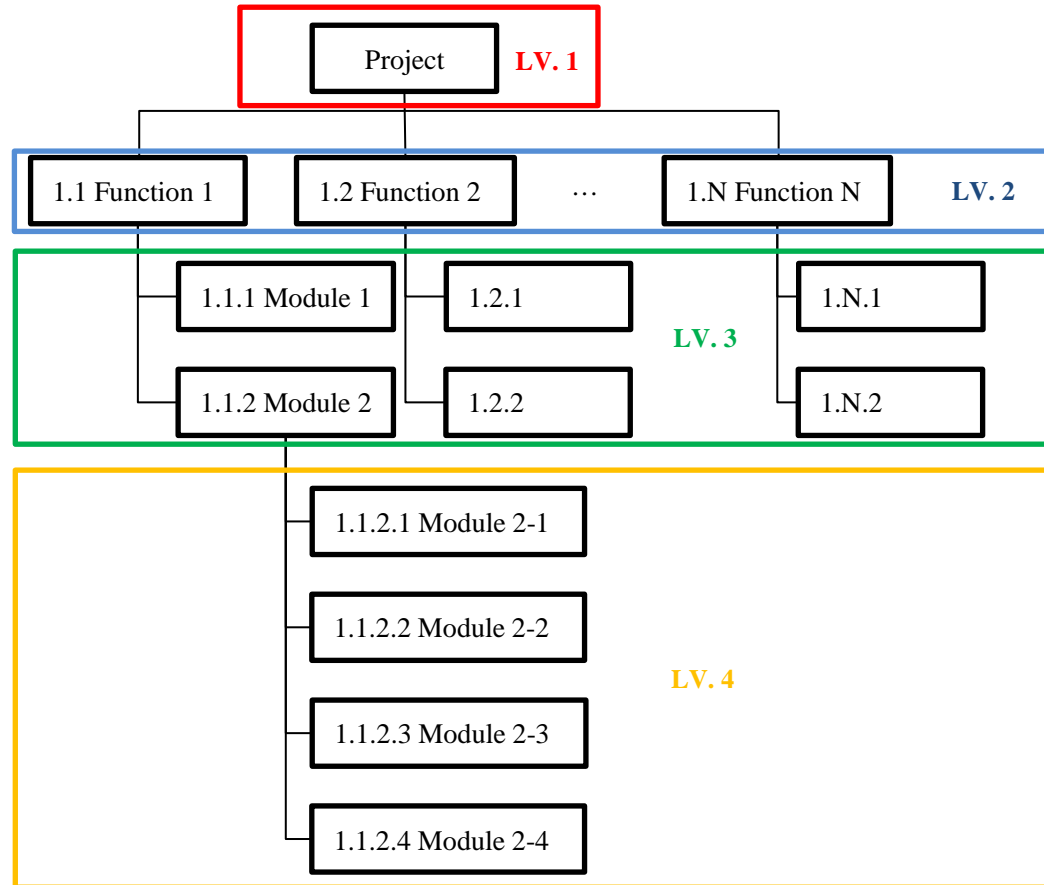 Project
LV. 1
1.1 Function 1
1.2 Function 2
…
1.N Function N
LV. 2
1.1.1 Module 1
1.2.1
1.N.1
LV. 3
1.1.2 Module 2
1.2.2
1.N.2
1.1.2.1 Module 2-1
1.1.2.2 Module 2-2
LV. 4
1.1.2.3 Module 2-3
1.1.2.4 Module 2-4